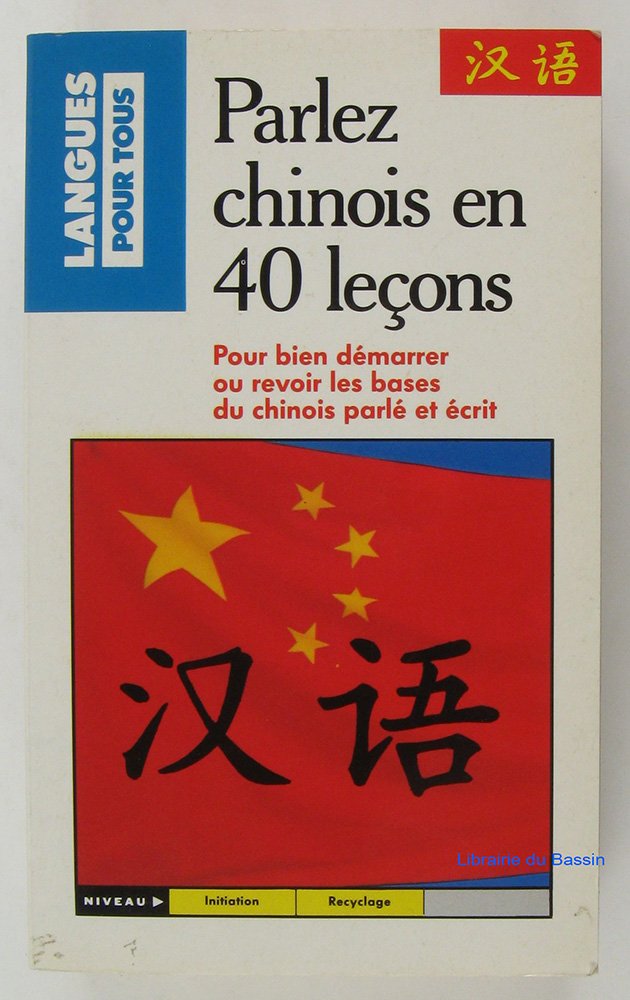 LANGUES
POUR TOUS
汉语
Parlez
chinois en
40 leçons
Pour bien démarrer
ou revoir les bases
du chinois parlé et écrit
汉语
Librairie du Bassin
NIVEAU
Initiation
Recyclage